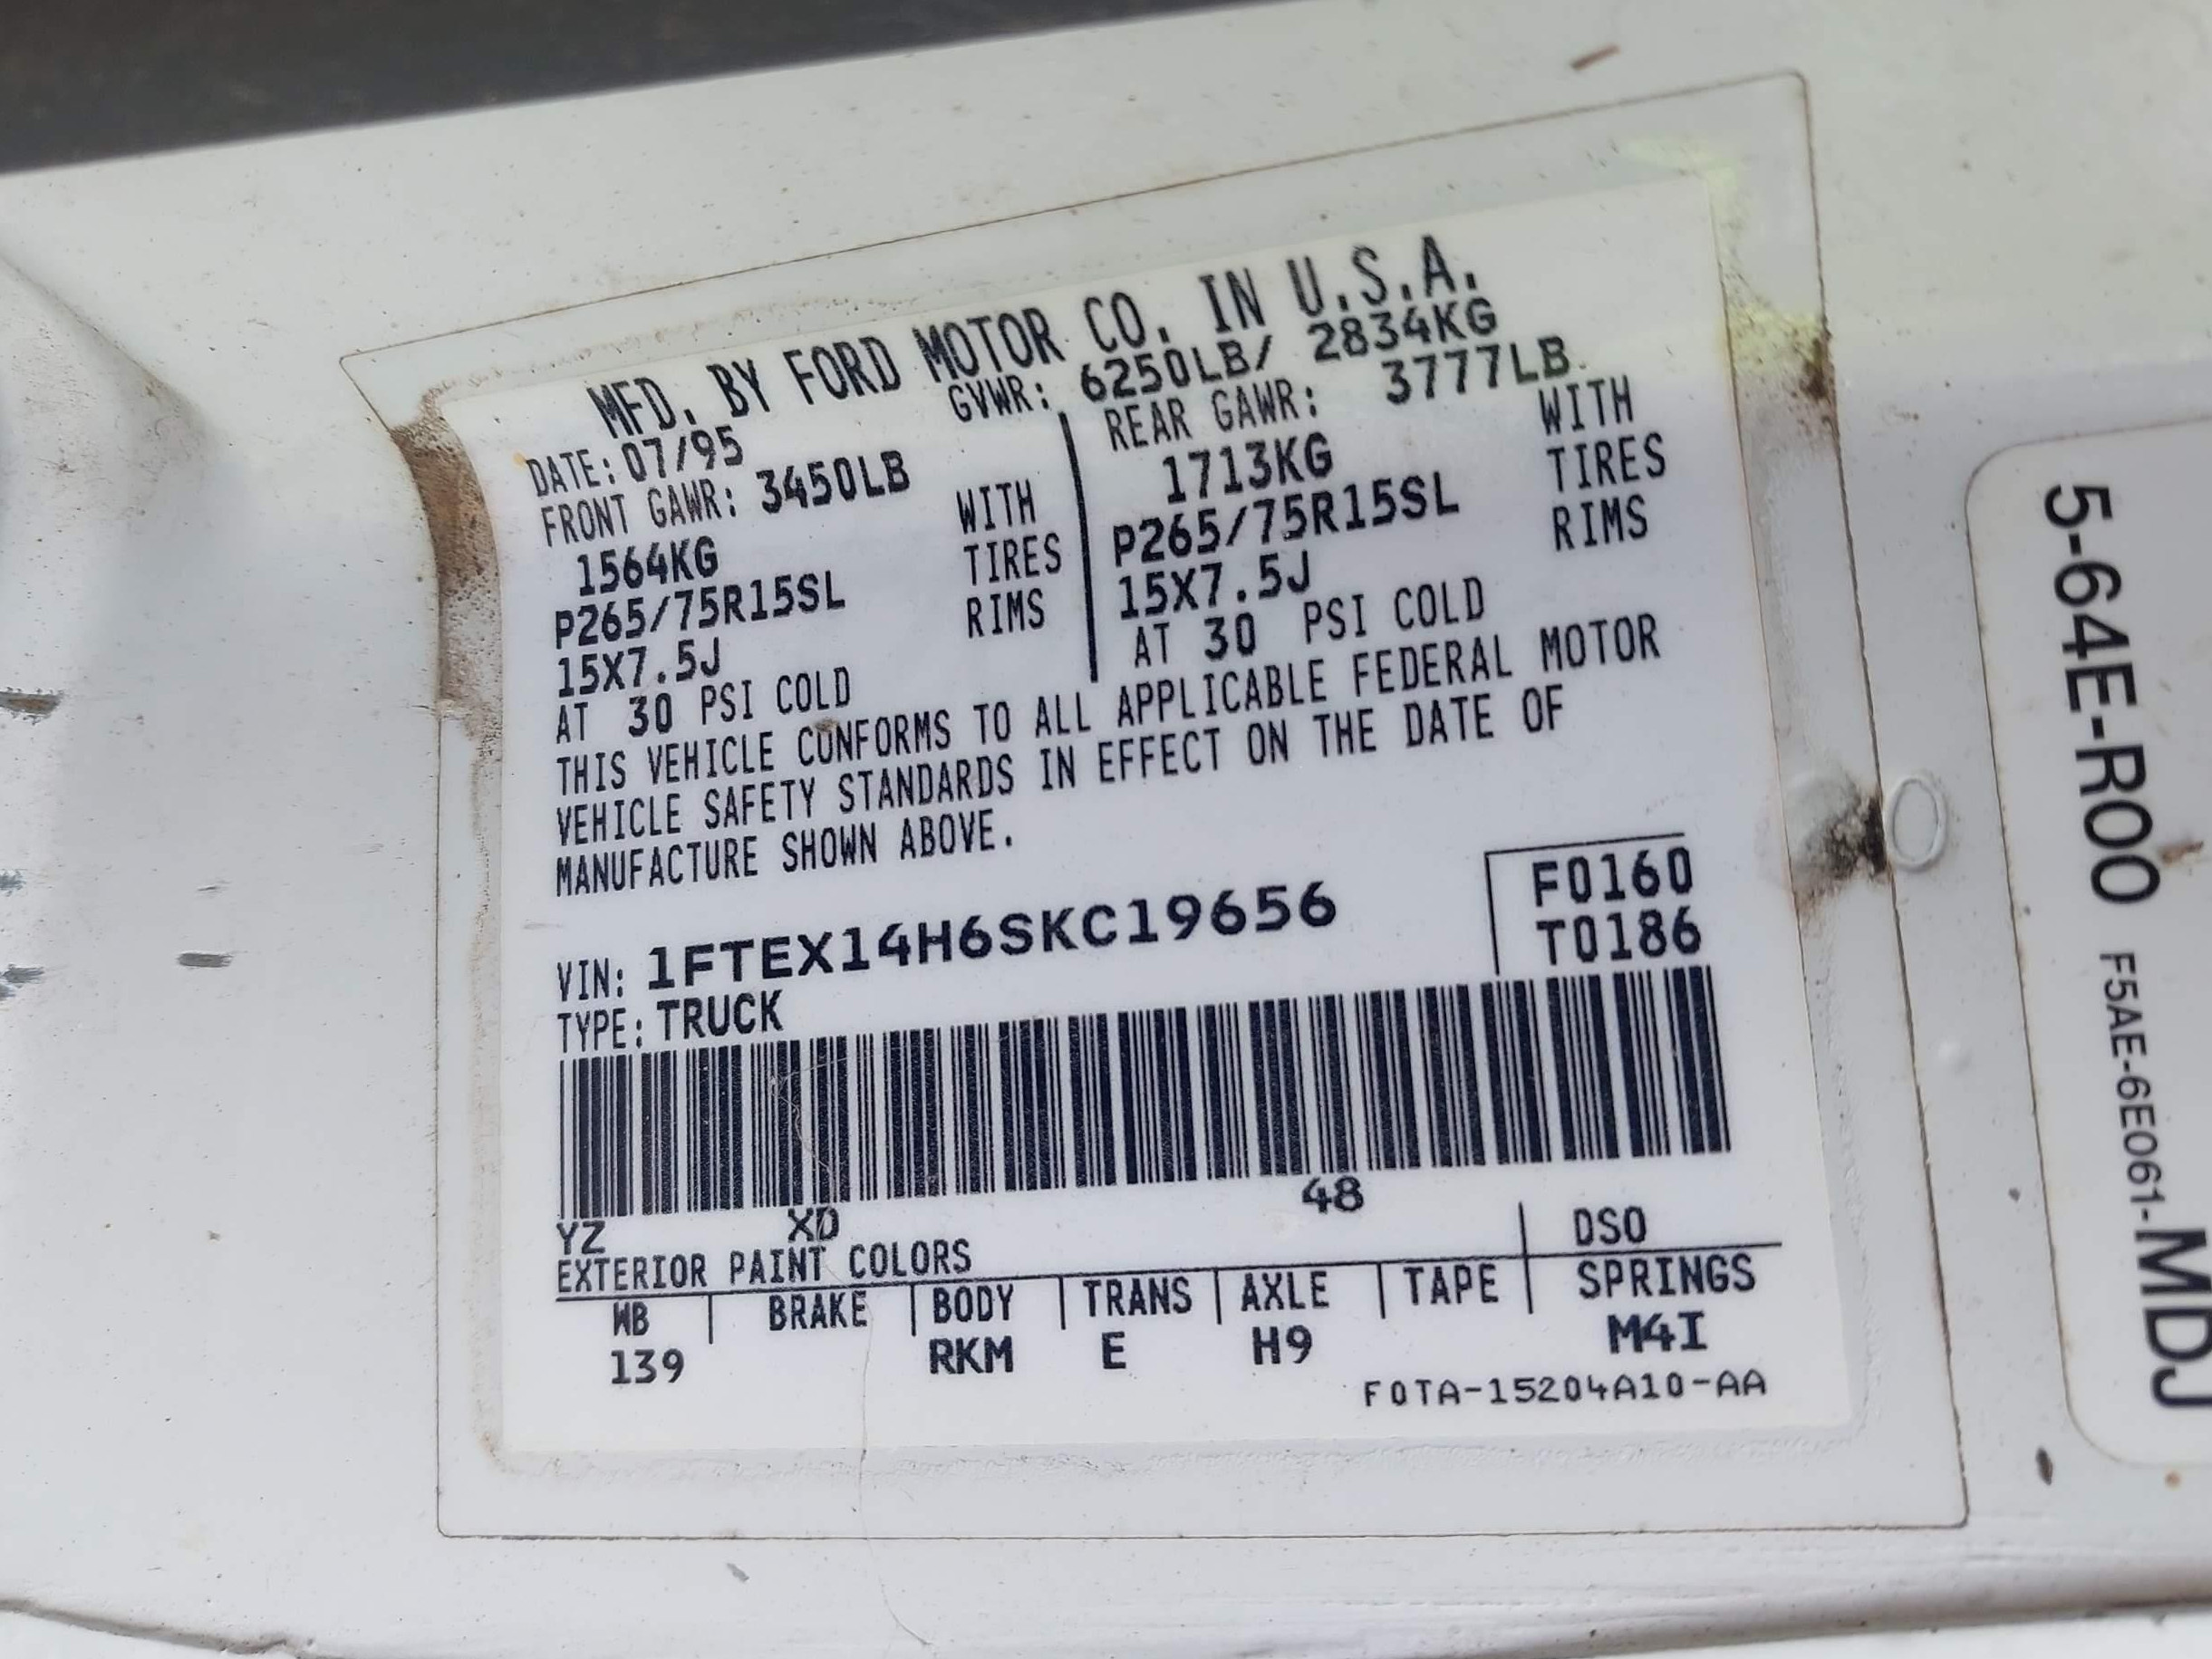 MFD. BY FORD MOTOR CO. IN U.S.A.
DATE: 07/95 GVWR: 6250LB/ 2834KG
FRONT GAWR: 3450LB
1564KG WITH
P265/75R15SL TIRES
15X7.5J RIMS
AT 30 PSI COLD
REAR GAWR: 3777LB
1713KG WITH
P265/75R15SL TIRES
15X7.5J RIMS
AT 30 PSI COLD
THIS VEHICLE CONFORMS TO ALL APPLICABLE FEDERAL MOTOR
VEHICLE SAFETY STANDARDS IN EFFECT ON THE DATE OF
MANUFACTURE SHOWN ABOVE.
VIN: 1FTEX14H6SKC19656
F0160
T0186
TYPE: TRUCK
YZ XD 48
EXTERIOR PAINT COLORS DSO
WB BRAKE BODY TRANS AXLE TAPE SPRINGS
139 RKM E H9 M4I
F0TA-15204A10-AA
5-64E-R00 F5AE-6E061-MDJ